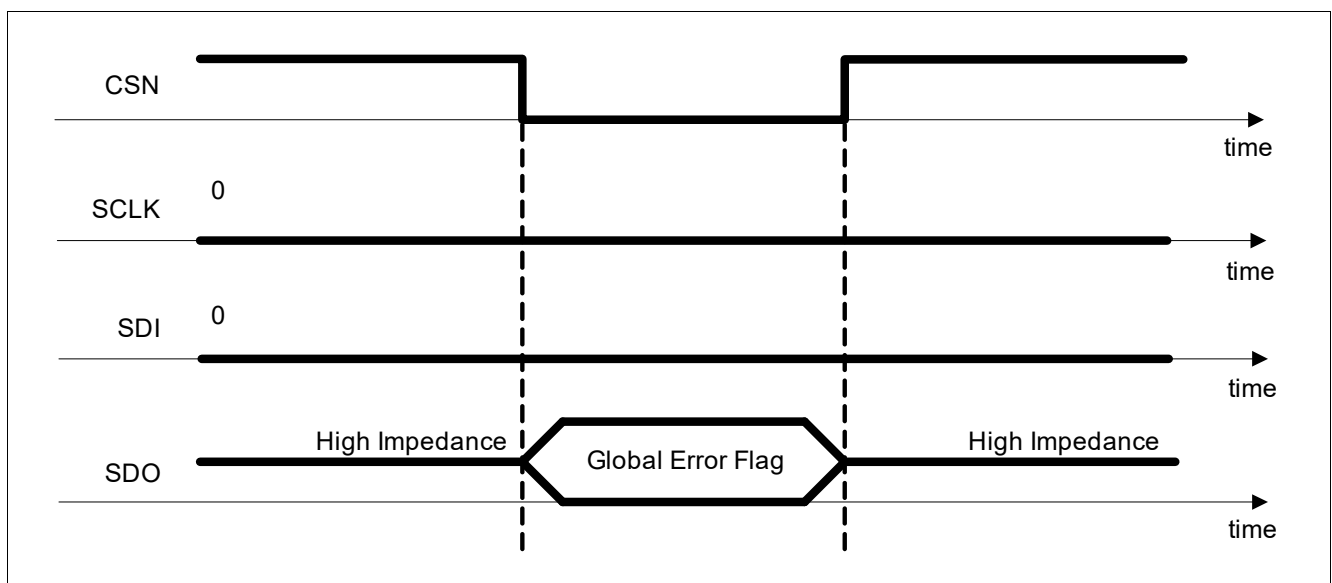 CSN
time
0
SCLK
time
0
SDI
time
High Impedance
Global Error Flag
High Impedance
SDO
time